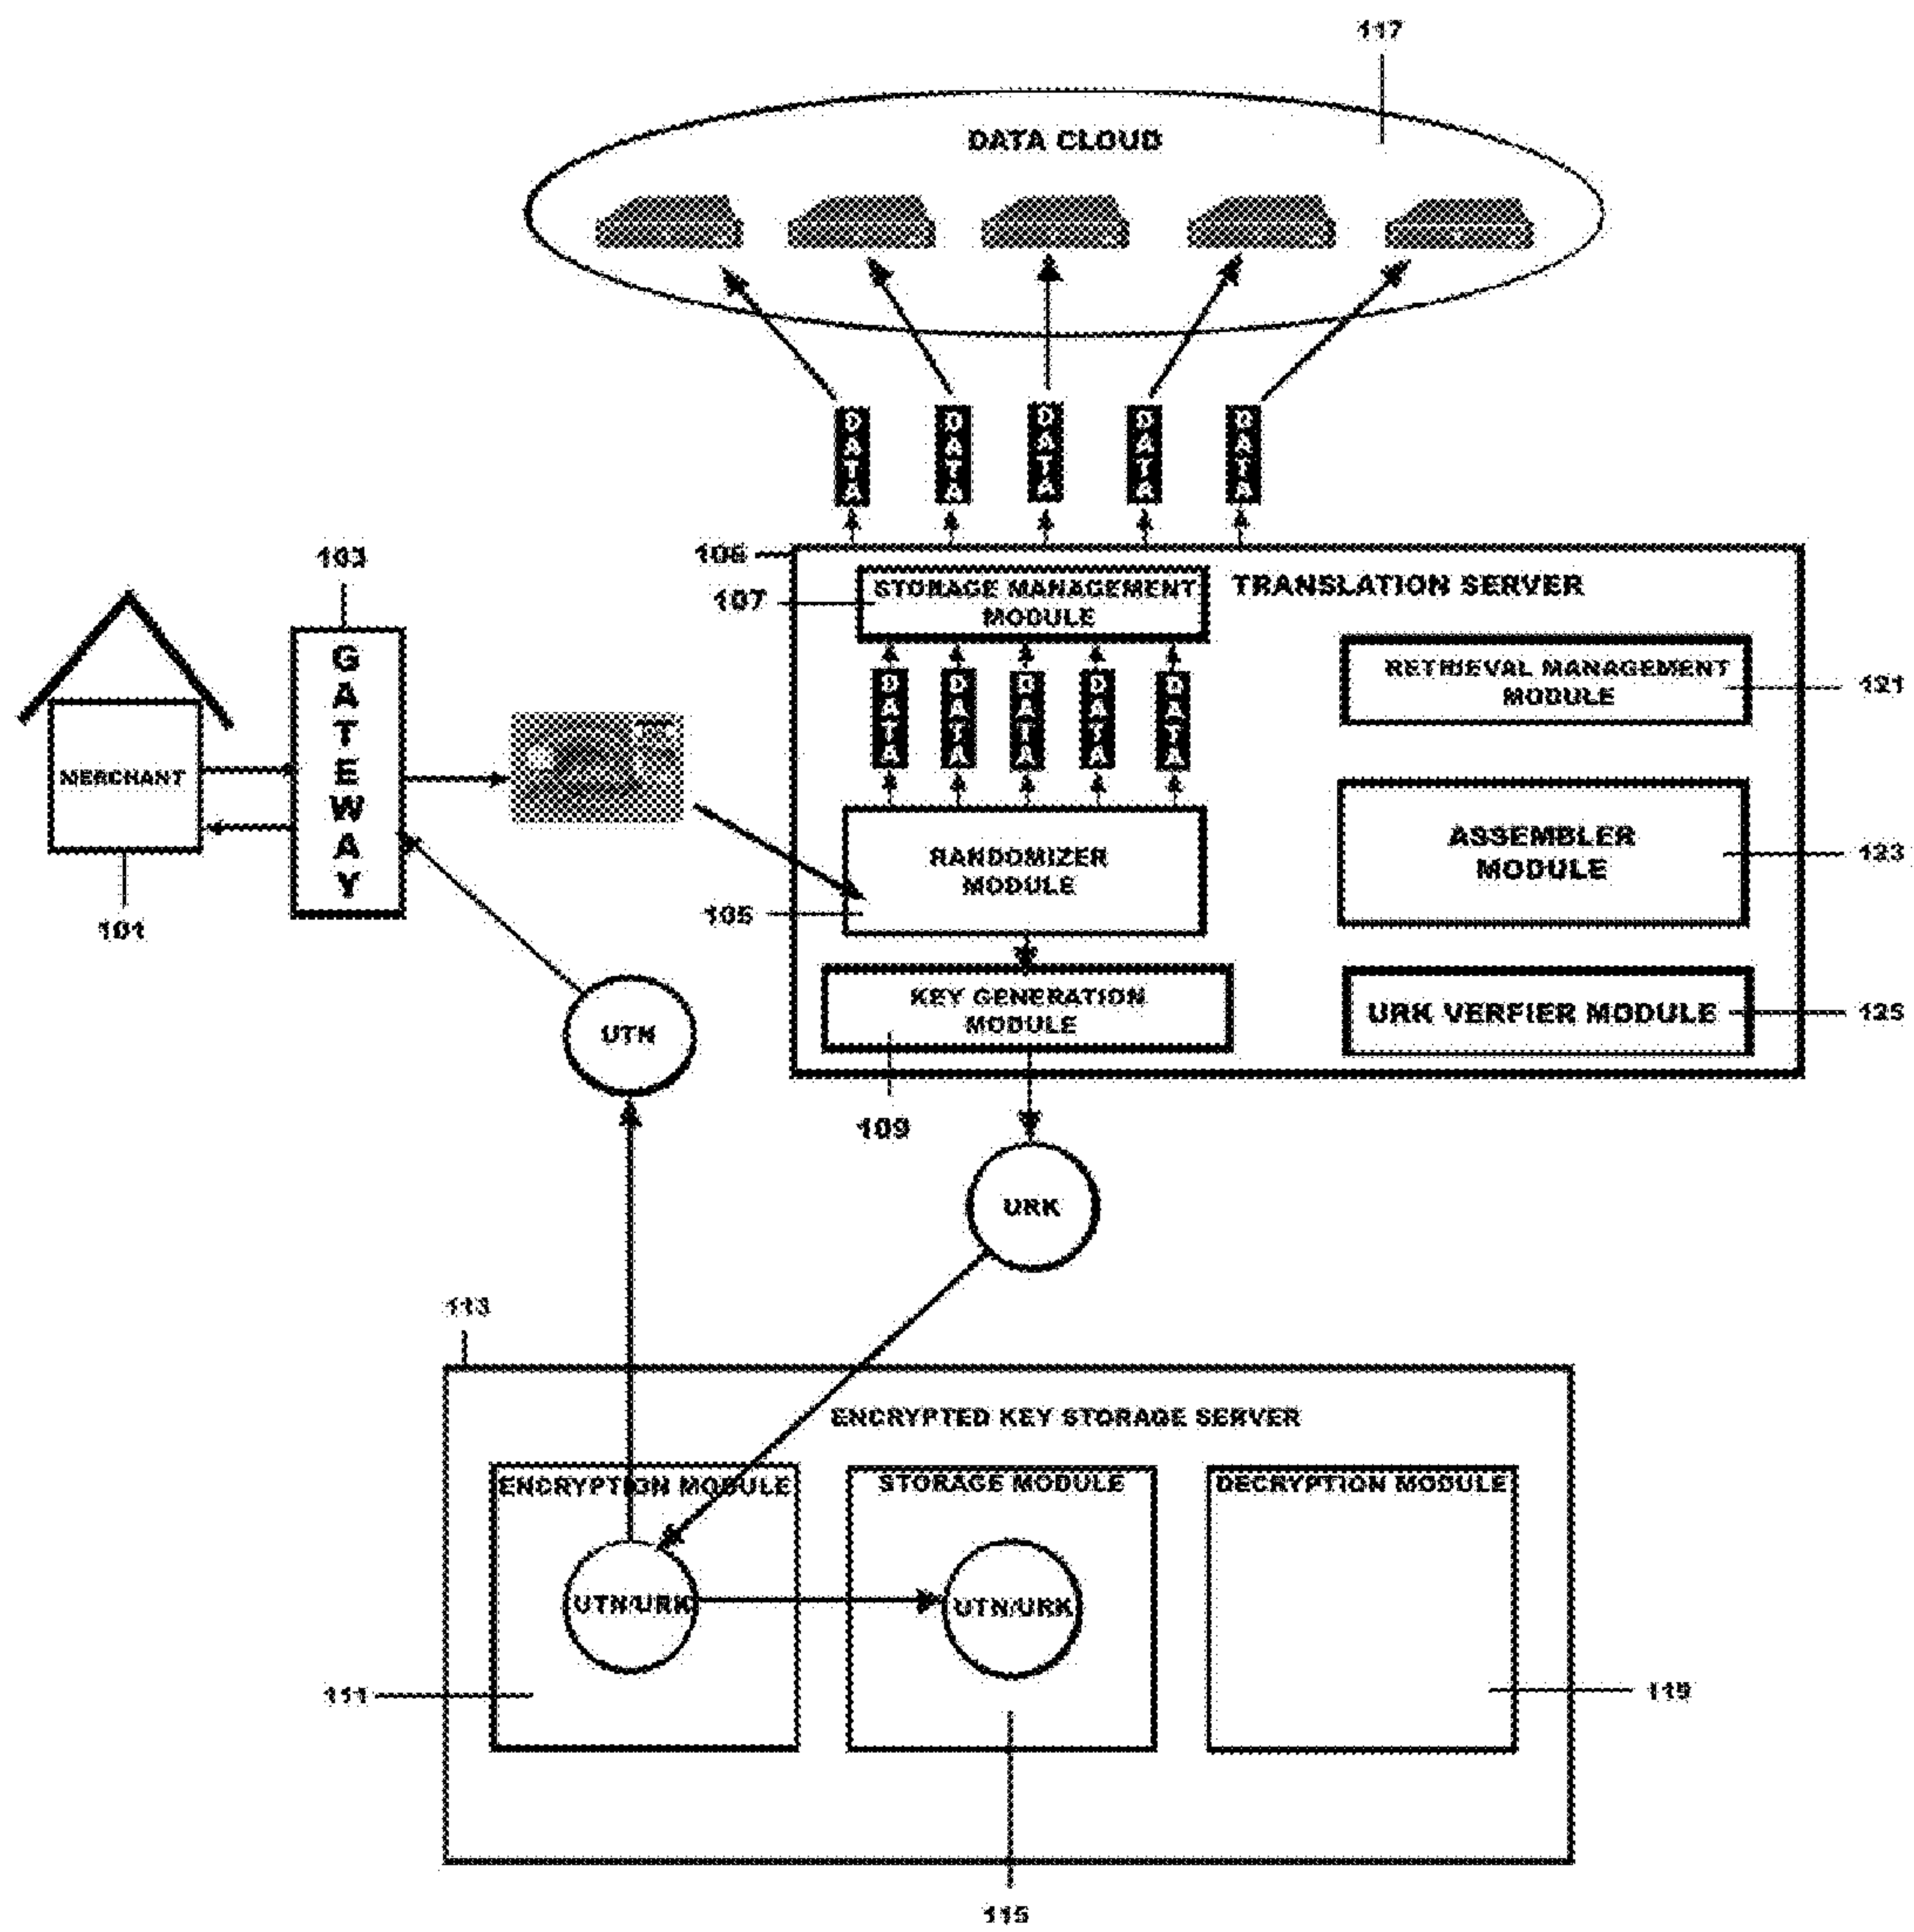 117
DATA CLOUD
DATA DATA DATA DATA DATA
106
TRANSLATION SERVER
103
107
STORAGE MANAGEMENT
MODULE
GATEWAY
RETRIEVAL MANAGEMENT
MODULE
121
DATA DATA DATA DATA DATA
MERCHANT
101
RANDOMIZER
MODULE
105
ASSEMBLER
MODULE
123
KEY GENERATION
MODULE
109
URK VERFIER MODULE
125
UTN
URK
113
ENCRYPTED KEY STORAGE SERVER
ENCRYPTION MODULE
STORAGE MODULE
DECRYPTION MODULE
UTN/URK
UTN/URK
111
119
115